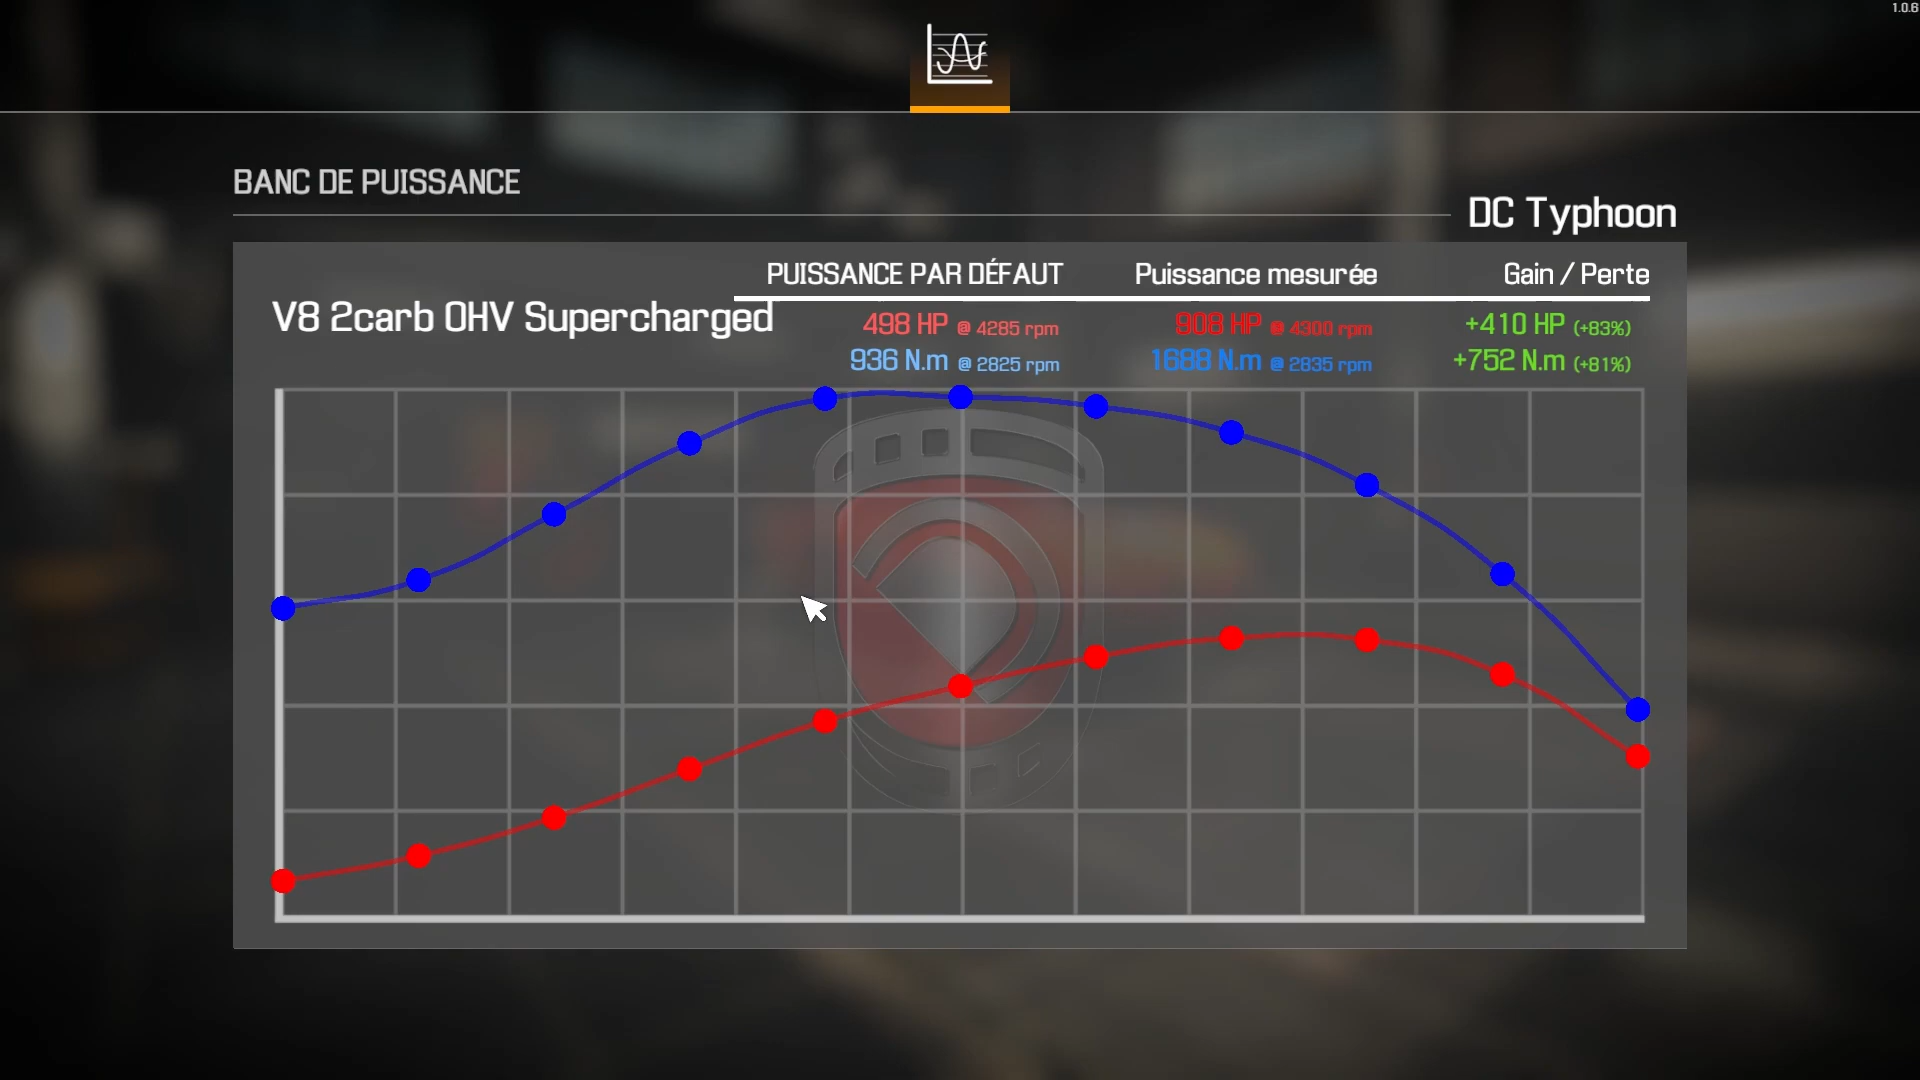 1.0.6
BANC DE PUISSANCE
DC Typhoon
PUISSANCE PAR DÉFAUT Puissance mesurée Gain / Perte
V8 2carb OHV Supercharged
498 HP @ 4285 rpm 908 HP @ 4300 rpm +410 HP (+83%)
936 N.m @ 2825 rpm 1688 N.m @ 2835 rpm +752 N.m (+81%)